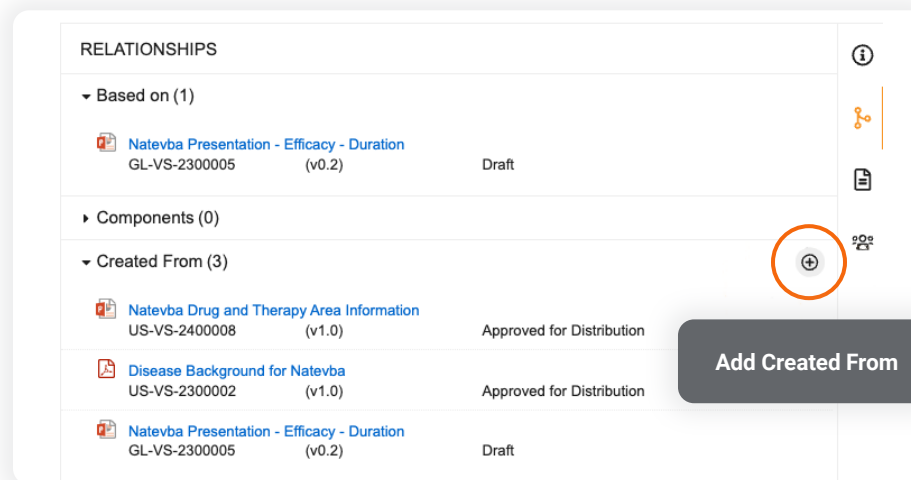 RELATIONSHIPS
Based on (1)
Natevba Presentation - Efficacy - Duration
GL-VS-2300005 (v0.2) Draft
Components (0)
Created From (3)
Natevba Drug and Therapy Area Information
US-VS-2400008 (v1.0) Approved for Distribution
Add Created From
Disease Background for Natevba
US-VS-2300002 (v1.0) Approved for Distribution
Natevba Presentation - Efficacy - Duration
GL-VS-2300005 (v0.2) Draft